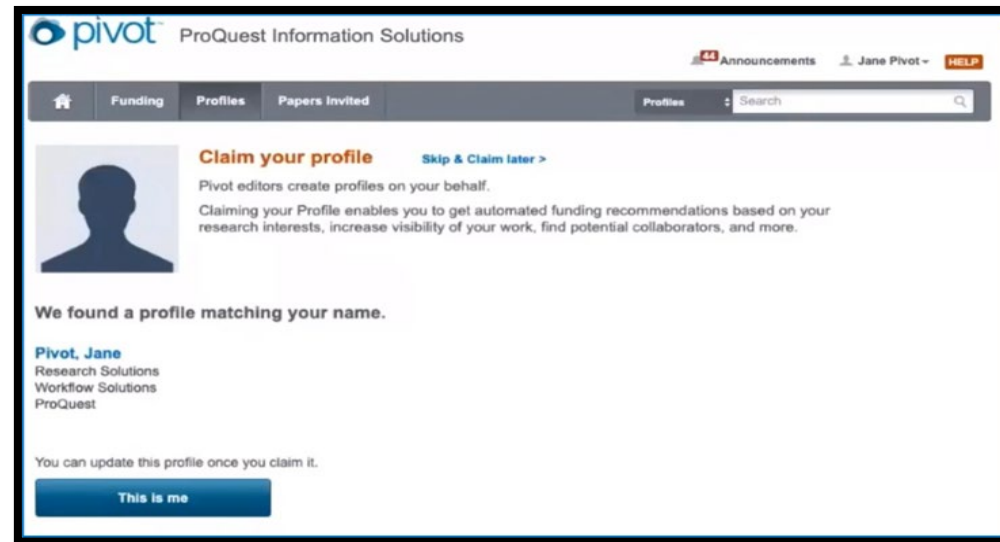 pivot ProQuest Information Solutions
44 Announcements Jane Pivot HELP
Funding Profiles Papers Invited Profiles Search
Claim your profile Skip & Claim later >
Pivot editors create profiles on your behalf.
Claiming your Profile enables you to get automated funding recommendations based on your
research interests, increase visibility of your work, find potential collaborators, and more.
We found a profile matching your name.
Pivot, Jane
Research Solutions
Workflow Solutions
ProQuest
You can update this profile once you claim it.
This is me